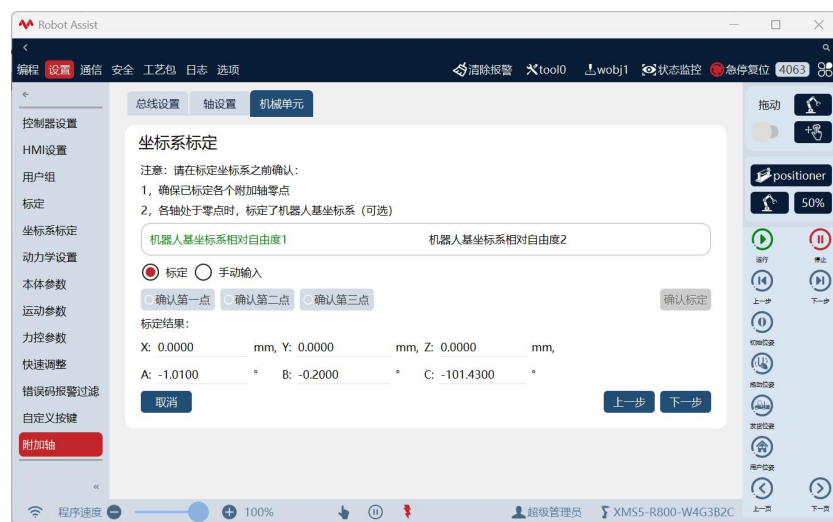 Robot Assist
编程 设置 通信 安全 工艺包 日志 选项 清除报警 tool0 wobj1 状态监控 急停复位 4063
总线设置 轴设置 机械单元
控制器设置
HMI设置
用户组
标定
坐标系标定
动力学设置
本体参数
运动参数
力控参数
快速调整
错误码报警过滤
自定义按键
附加轴
坐标系标定
注意：请在标定坐标系之前确认：
1，确保已标定各个附加轴零点
2，各轴处于零点时，标定了机器人基坐标系（可选）
机器人基坐标系相对自由度1 机器人基坐标系相对自由度2
标定 手动输入
确认第一点 确认第二点 确认第三点 确认标定
标定结果：
X: 0.0000 mm, Y: 0.0000 mm, Z: 0.0000 mm,
A: -1.0100 ° B: -0.2000 ° C: -101.4300 °
取消 上一步 下一步
拖动
positioner
50%
运行 停止
上一步 下一步
初始位姿
拖动位姿
发货位姿
用户位姿
上一页 下一页
程序速度 100% 超级管理员 XMS5-R800-W4G3B2C